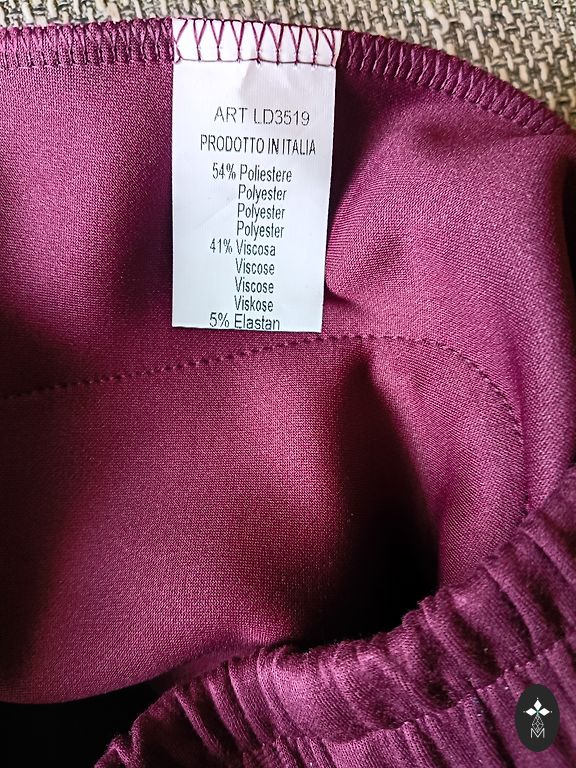 ART LD3519
PRODOTTO IN ITALIA
54% Poliestere
Polyester
Polyester
Polyester
41% Viscosa
Viscose
Viscose
Viskose
5% Elastan